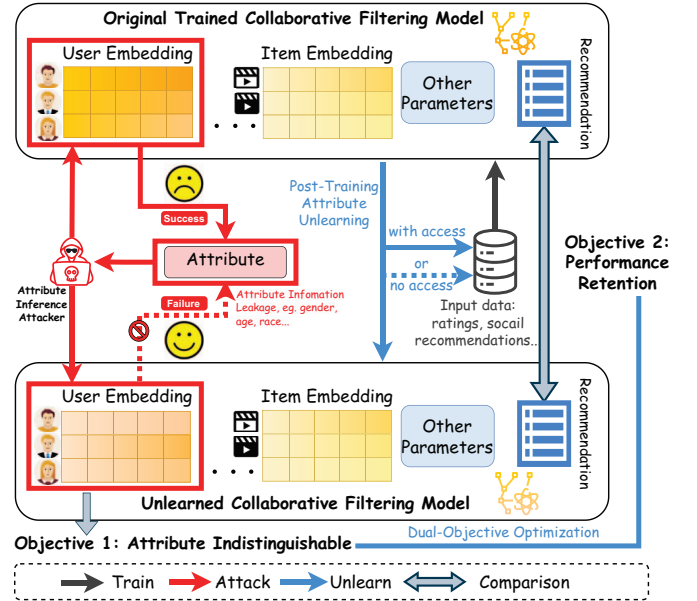 Original Trained Collaborative Filtering Model
User Embedding
Item Embedding
Other
Parameters
Recommendation
. . .
Success
Post-Training
Attribute
Unlearning
with access
or
no access
Attribute
Attribute
Inference
Attacker
Failure
Attribute Infomation
Leakage, eg. gender,
age, race...
Input data:
ratings, socail
recommendations..
Objective 2:
Performance
Retention
User Embedding
Item Embedding
Other
Parameters
Recommendation
. . .
Unlearned Collaborative Filtering Model
Objective 1: Attribute Indistinguishable
Dual-Objective Optimization
Train
Attack
Unlearn
Comparison